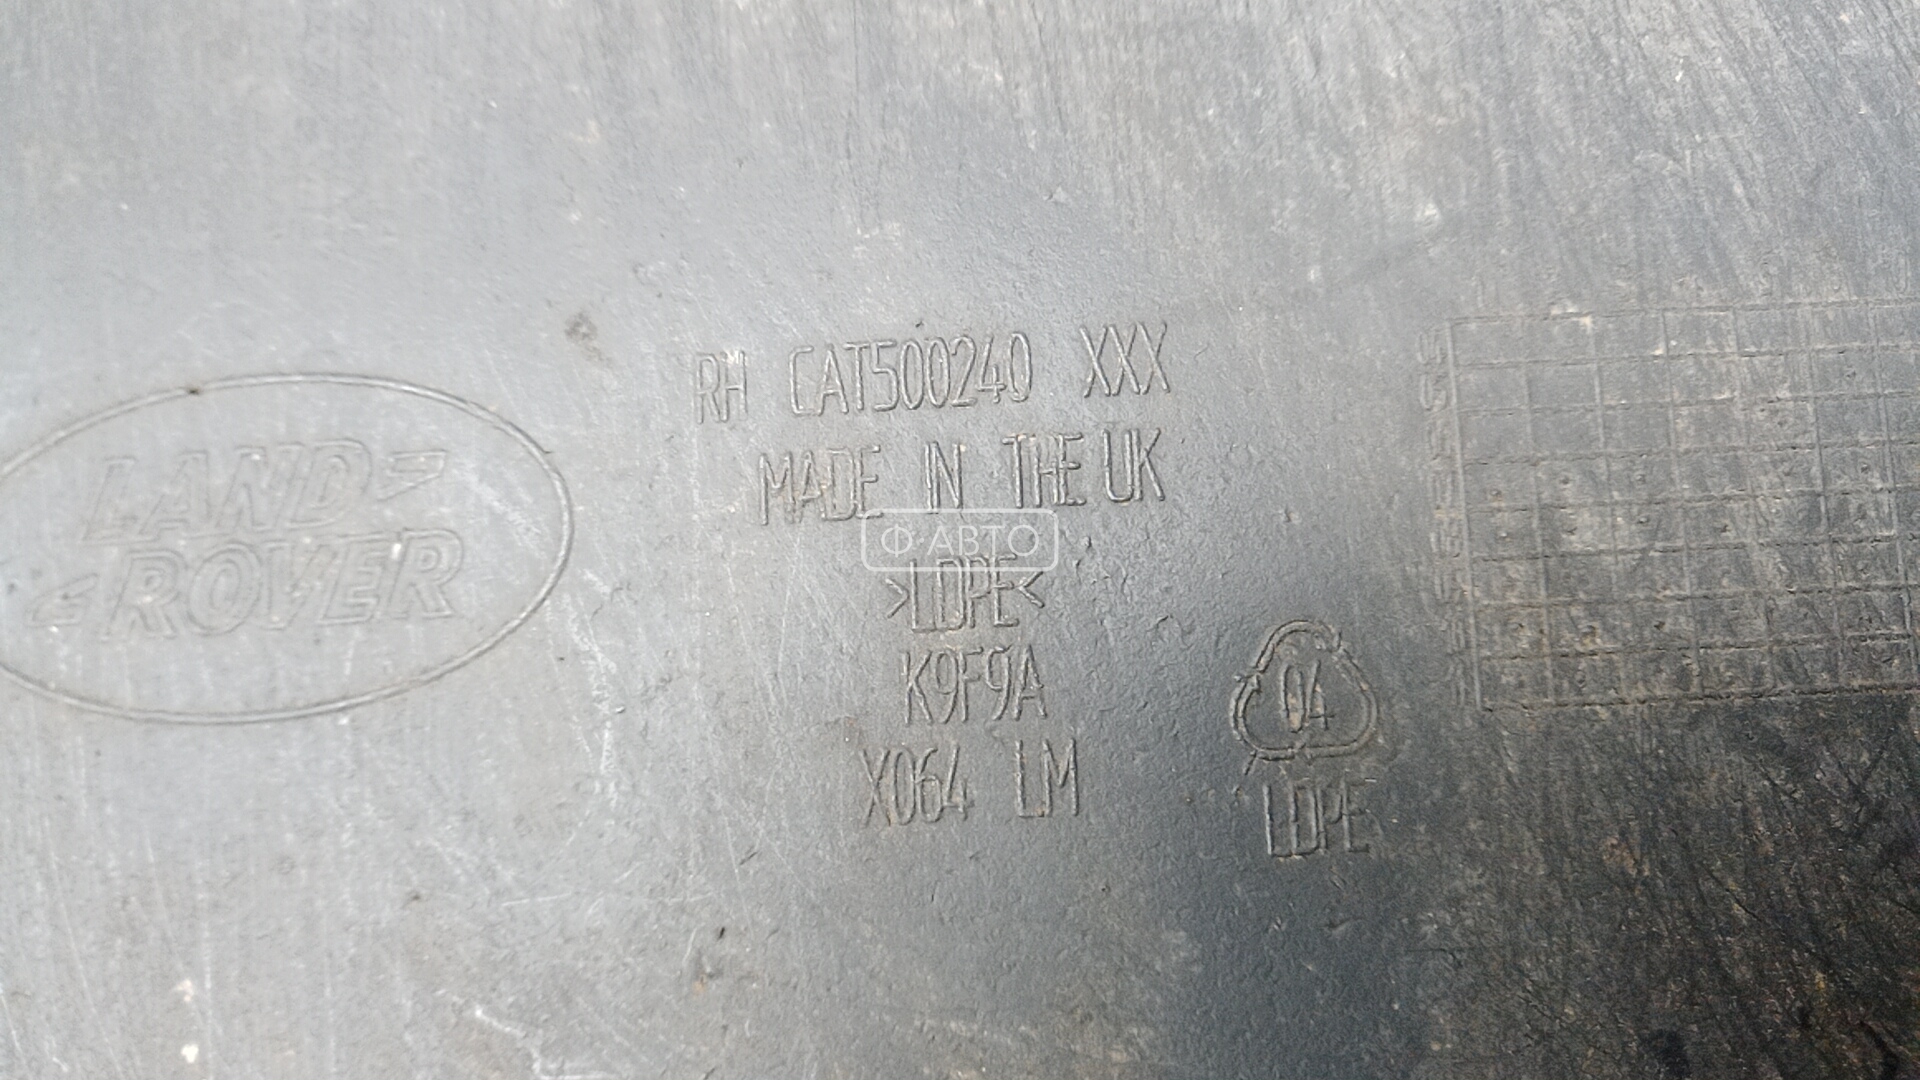 LAND
ROVER
RH CAT500240 XXX
MADE IN THE UK
Ф·АВТО
>LDPE<
K9F9A
X064 LM
04
LDPE